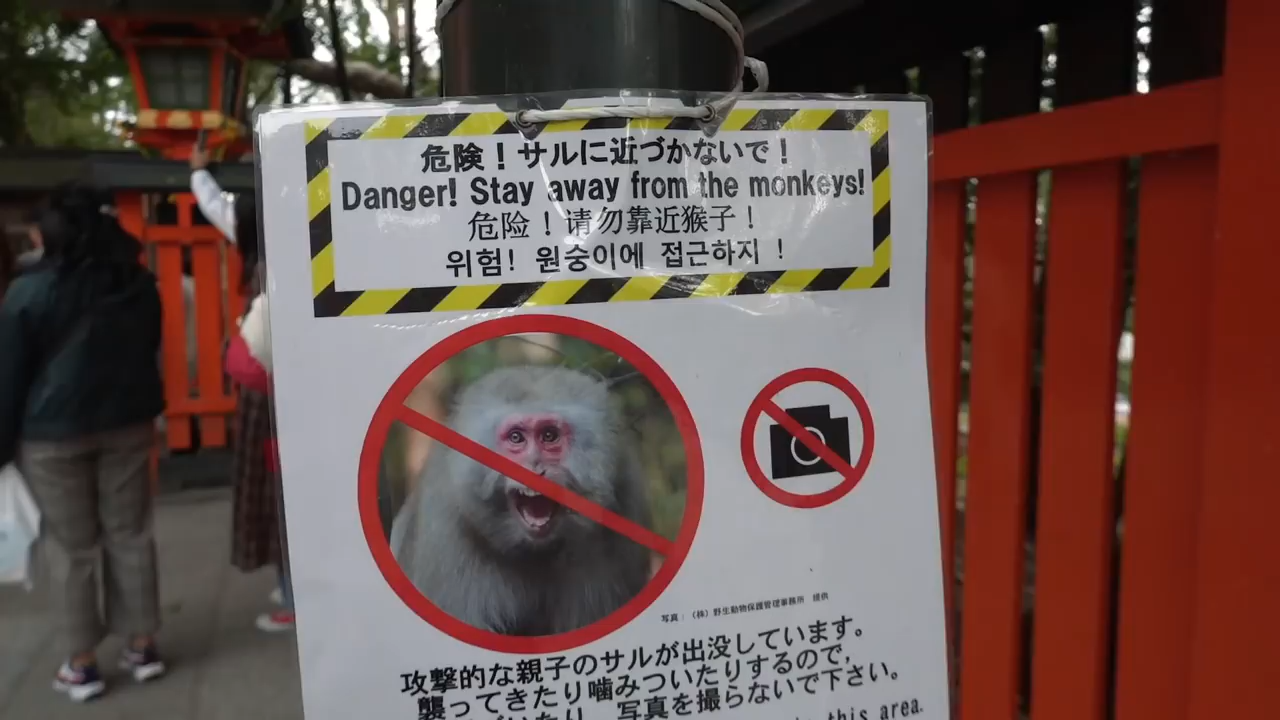 危険！サルに近づかないで！
Danger! Stay away from the monkeys!
危险！请勿靠近猴子！
위험! 원숭이에 접근하지 !
写真：（株）野生動物保護管理事務所 提供
攻撃的な親子のサルが出没しています。
襲ってきたり噛みついたりするので、
写真を撮らないで下さい。
this area.